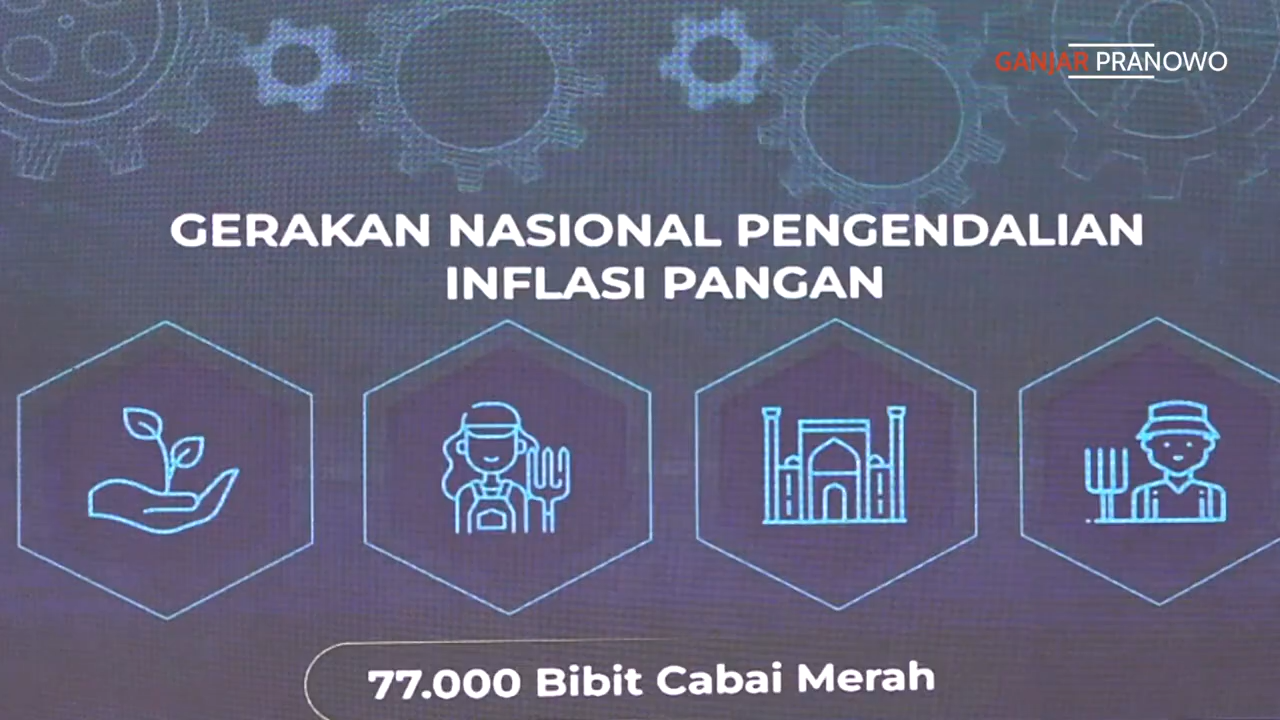 GANJAR PRANOWO
GERAKAN NASIONAL PENGENDALIAN
INFLASI PANGAN
77.000 Bibit Cabai Merah